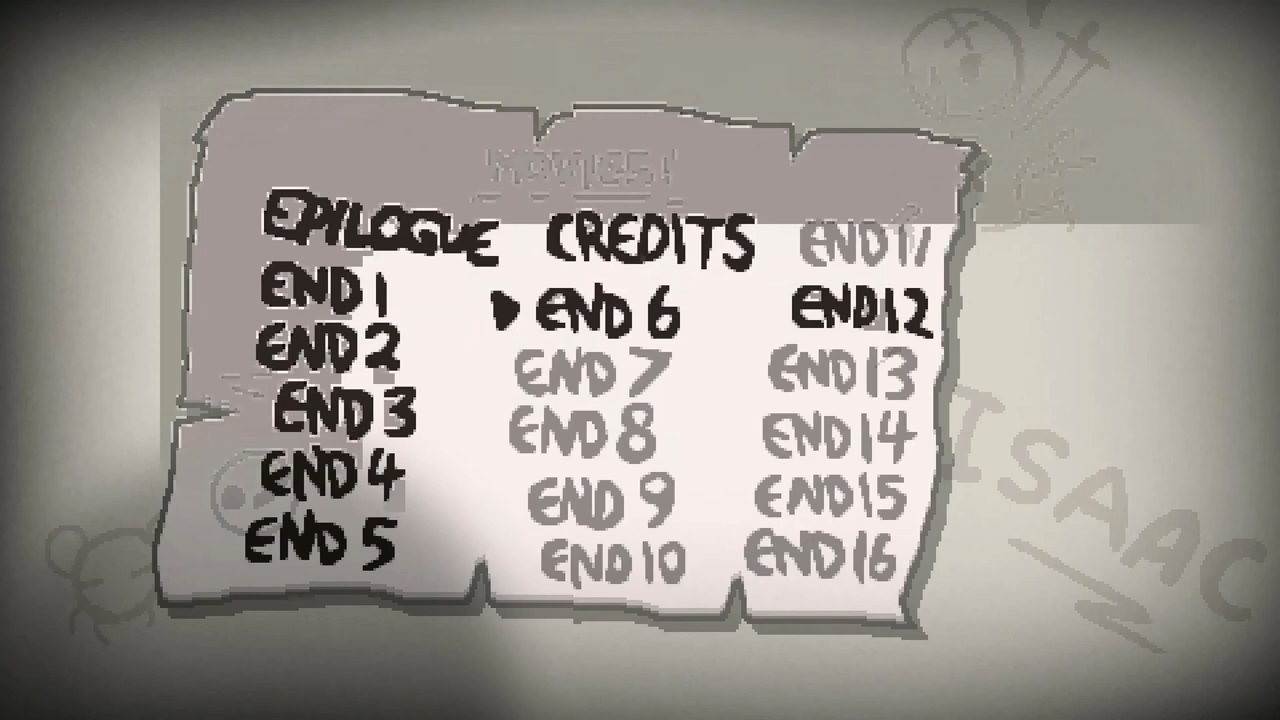 MOVIES!
EPILOGUE CREDITS END 11
END 1 END 6 END 12
END 2 END 7 END 13
END 3 END 8 END 14
END 4 END 9 END 15
END 5 END 10 END 16
ISAAC